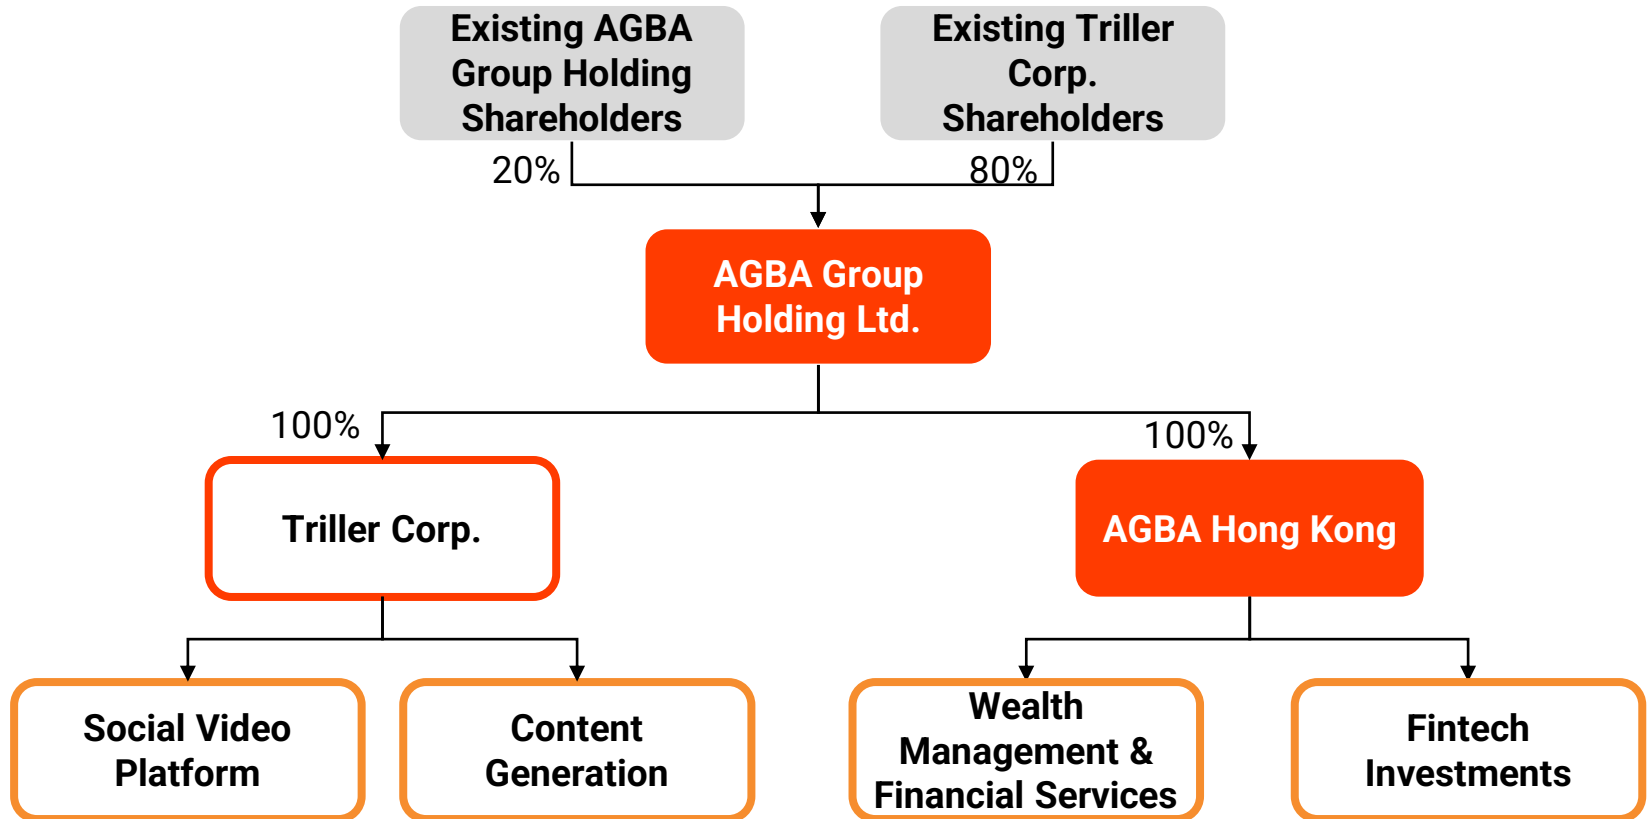 Existing AGBA
Group Holding
Shareholders
Existing Triller
Corp.
Shareholders
20%
80%
AGBA Group
Holding Ltd.
100%
100%
Triller Corp.
AGBA Hong Kong
Social Video
Platform
Content
Generation
Wealth
Management &
Financial Services
Fintech
Investments